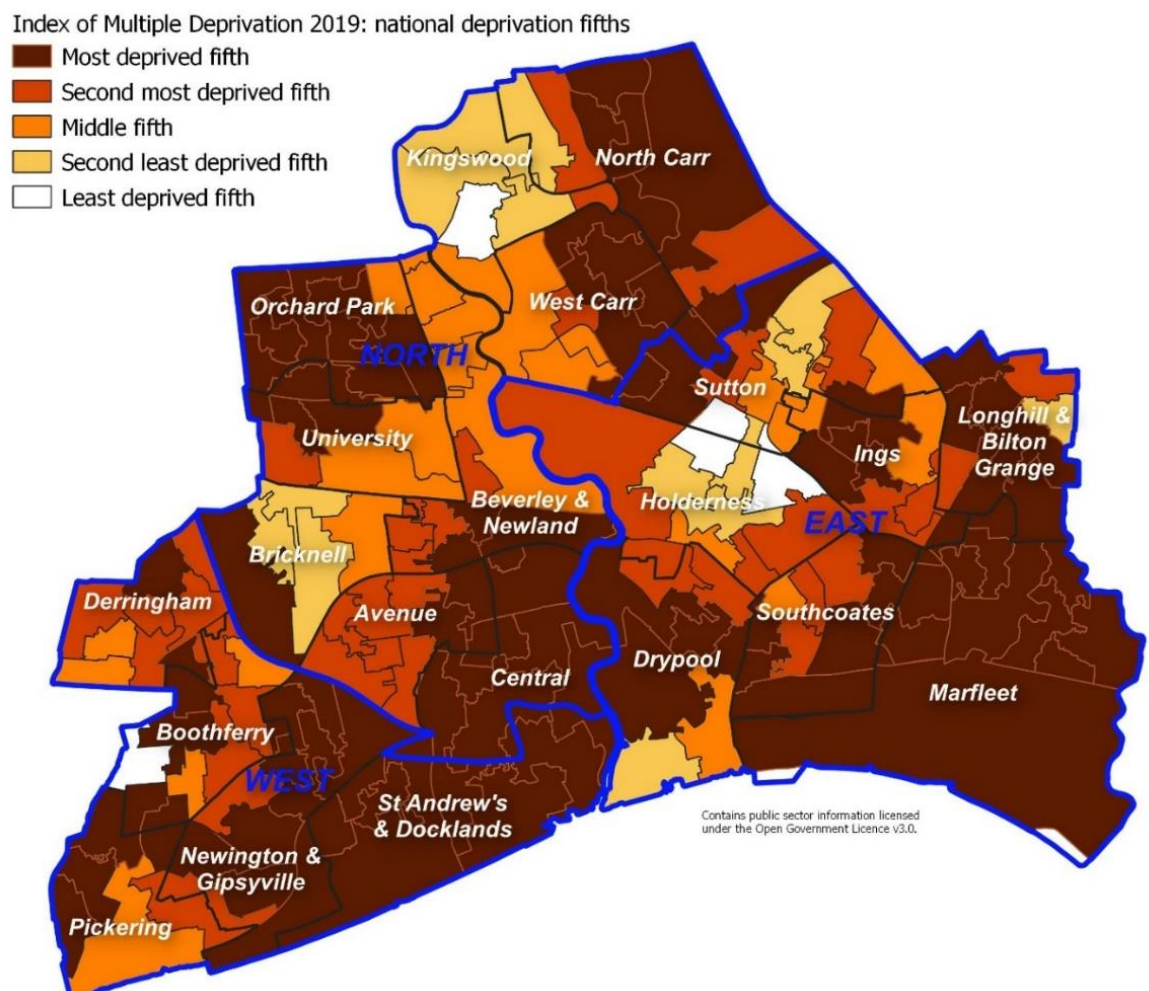 Index of Multiple Deprivation 2019: national deprivation fifths
Most deprived fifth
Second most deprived fifth
Middle fifth
Second least deprived fifth
Least deprived fifth
Kingswood
North Carr
Orchard Park
West Carr
NORTH
Sutton
University
Longhill &
Bilton
Grange
Ings
Beverley &
Newland
Holderness
EAST
Bricknell
Derringham
Avenue
Southcoates
Drypool
Central
Marfleet
Boothferry
WEST
St Andrew's
& Docklands
Newington &
Gipsyville
Pickering
Contains public sector information licensed
under the Open Government Licence v3.0.